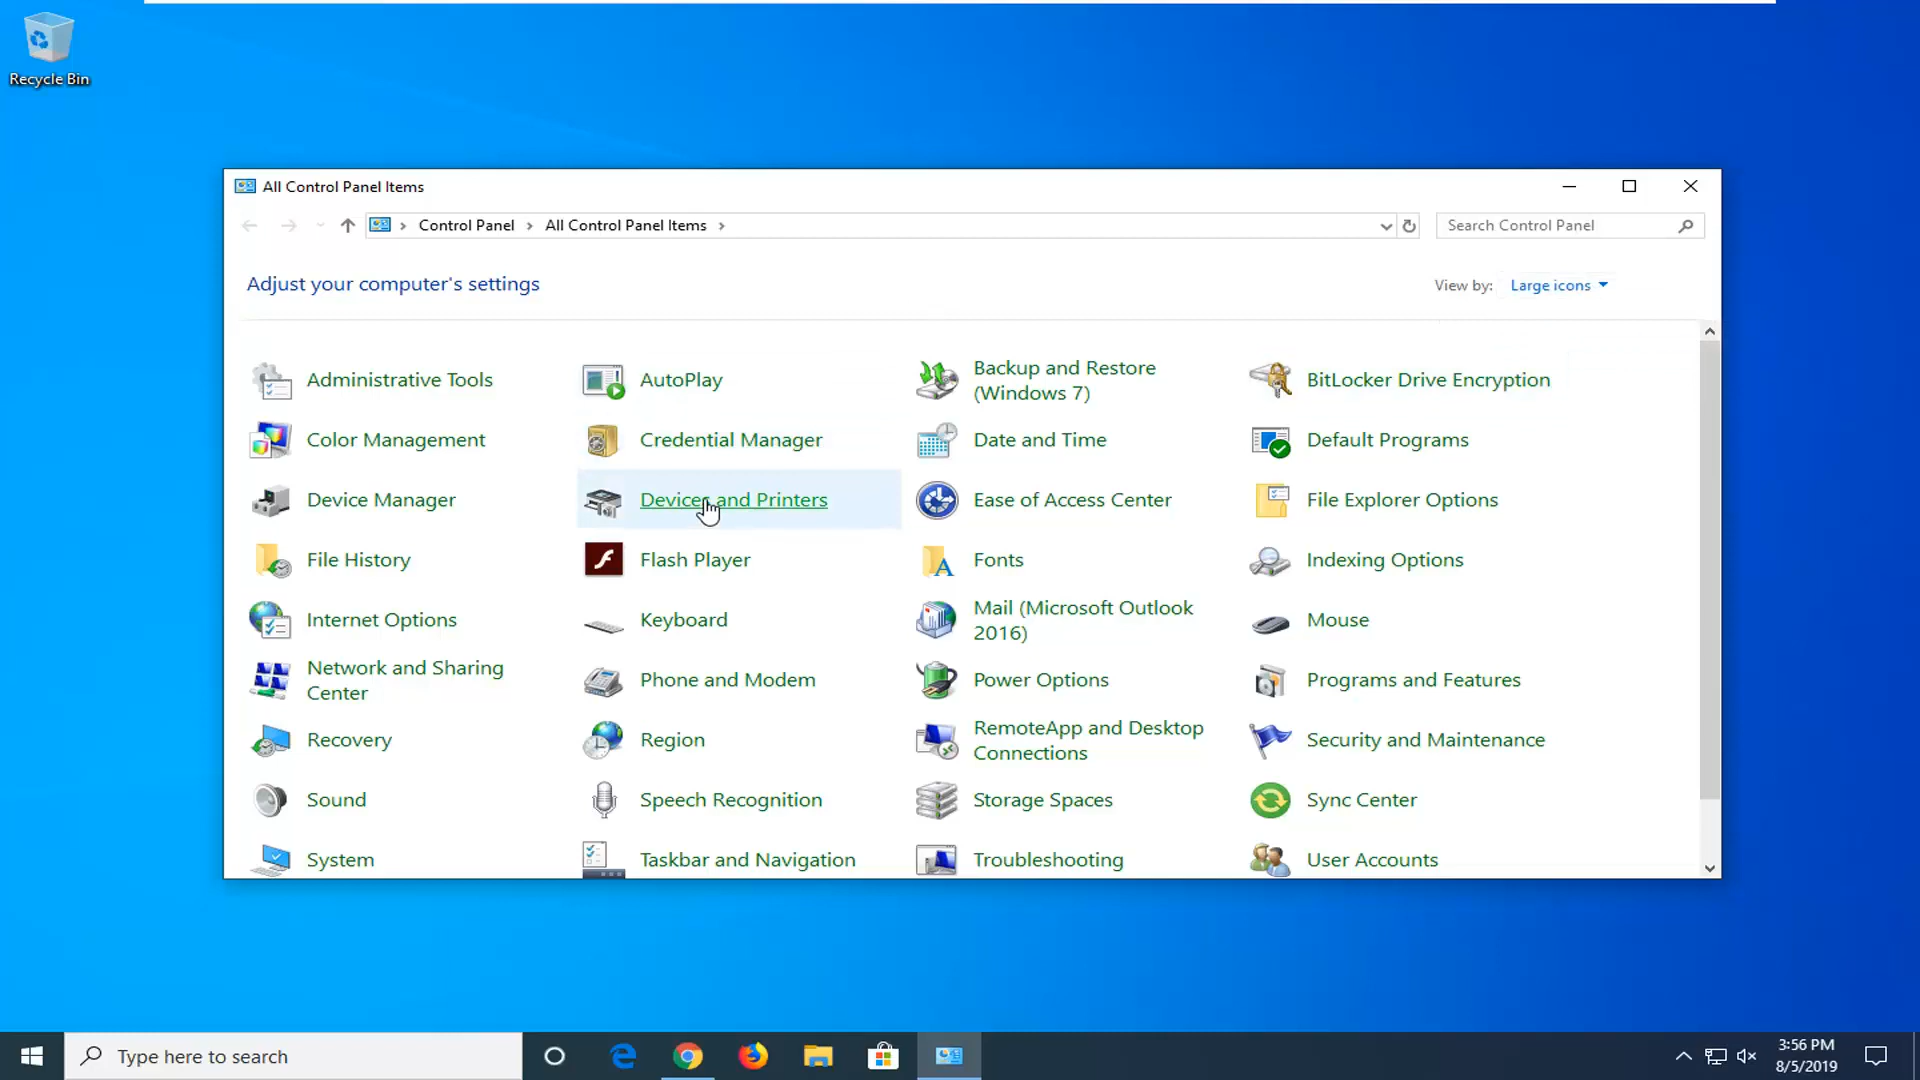 Recycle Bin
All Control Panel Items
Control Panel
All Control Panel Items
Search Control Panel
Adjust your computer's settings
View by:
Large icons
Administrative Tools
AutoPlay
Backup and Restore
(Windows 7)
BitLocker Drive Encryption
Color Management
Credential Manager
Date and Time
Default Programs
Device Manager
Devices and Printers
Ease of Access Center
File Explorer Options
File History
Flash Player
Fonts
Indexing Options
Internet Options
Keyboard
Mail (Microsoft Outlook
2016)
Mouse
Network and Sharing
Center
Phone and Modem
Power Options
Programs and Features
Recovery
Region
RemoteApp and Desktop
Connections
Security and Maintenance
Sound
Speech Recognition
Storage Spaces
Sync Center
System
Taskbar and Navigation
Troubleshooting
User Accounts
Type here to search
3:56 PM
8/5/2019